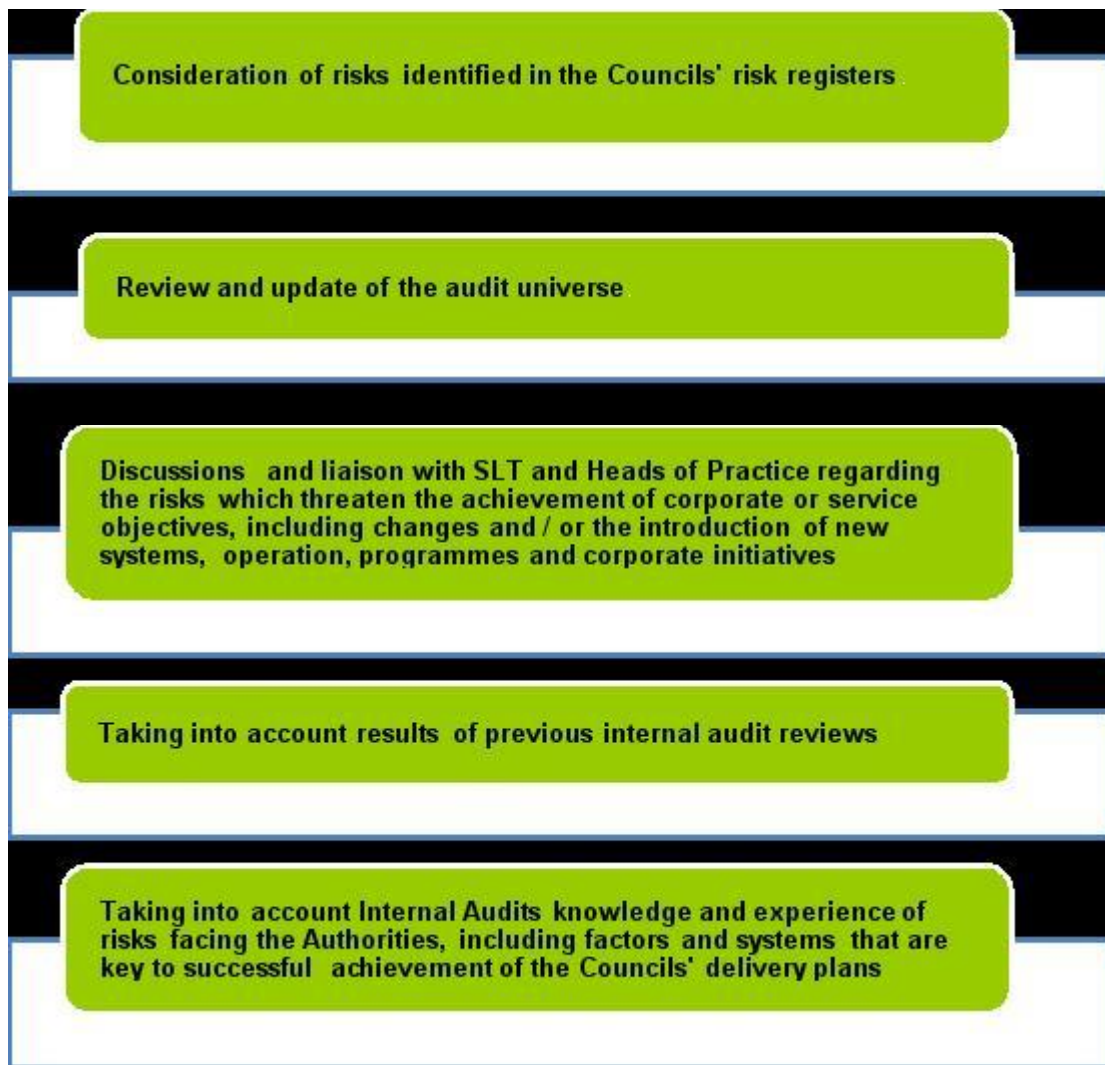 Consideration of risks identified in the Councils' risk registers
Review and update of the audit universe
Discussions and liaison with SLT and Heads of Practice regarding
the risks which threaten the achievement of corporate or service
objectives, including changes and / or the introduction of new
systems, operation, programmes and corporate initiatives
Taking into account results of previous internal audit reviews
Taking into account Internal Audits knowledge and experience of
risks facing the Authorities, including factors and systems that are
key to successful achievement of the Councils' delivery plans